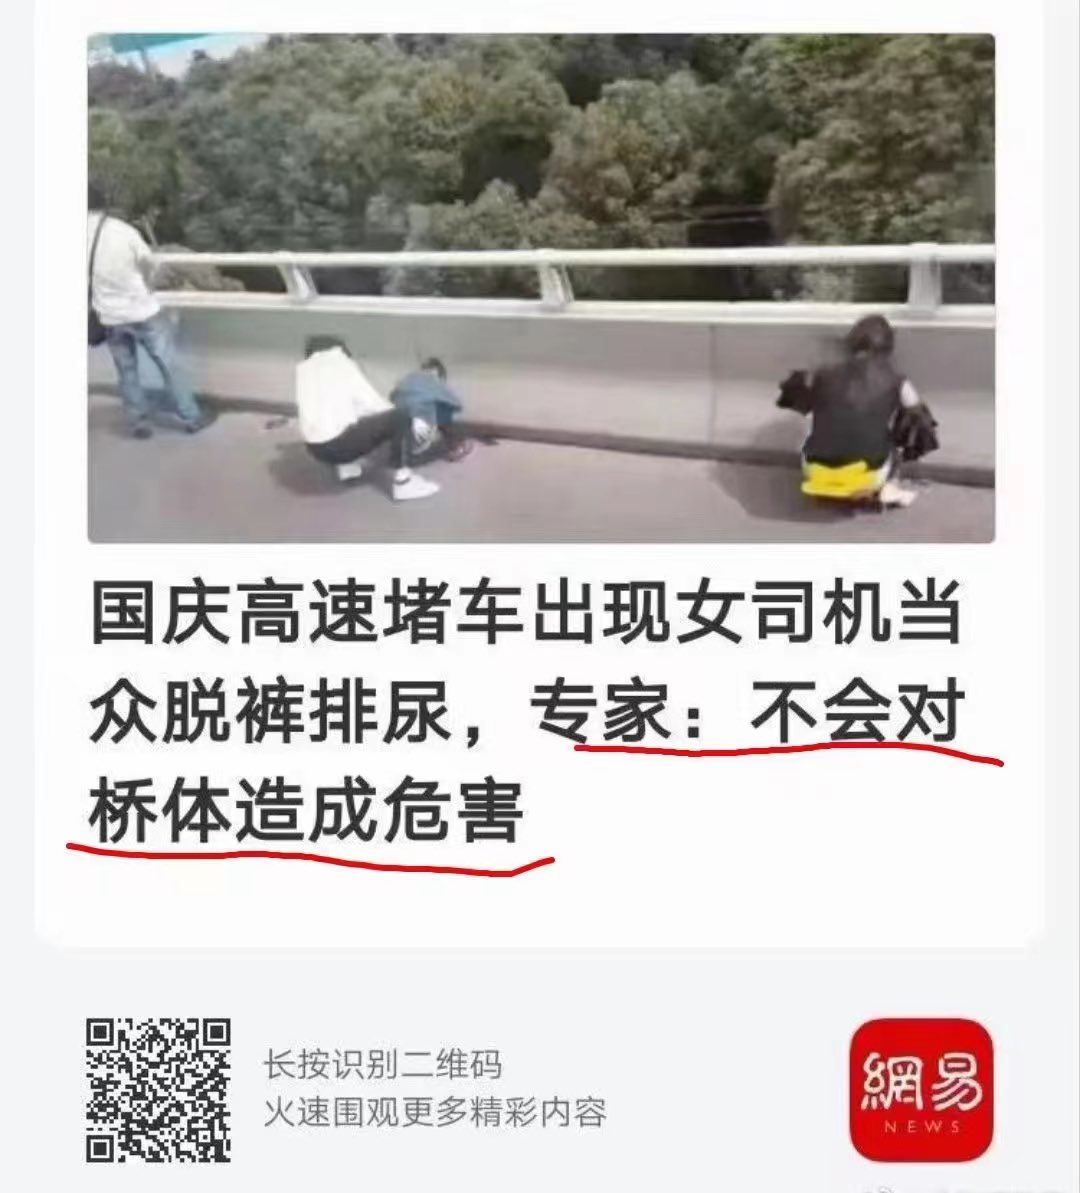 国庆高速堵车出现女司机当
众脱裤排尿，专家：不会对
桥体造成危害
长按识别二维码
火速围观更多精彩内容
網易
NEWS